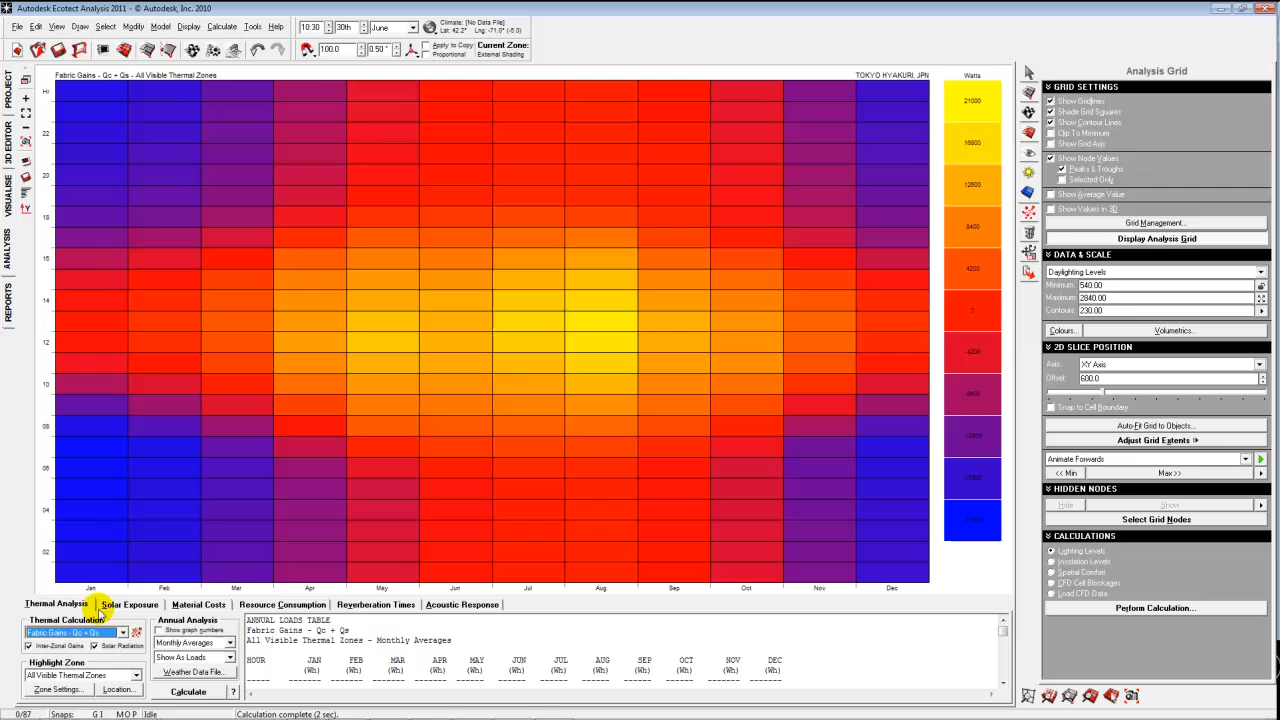 Autodesk Ecotect Analysis 2011 - Autodesk, Inc. 2010
File Edit View Draw Select Modify Model Display Calculate Tools Help
10:30 30th June Climate: [No Data File]
Lat: 42.2° Lng: -71.0° (-5.0)
100.0 0.50° Apply to Copy
Proportional
Current Zone:
External Shading
PROJECT
3D EDITOR
VISUALISE
ANALYSIS
REPORTS
Fabric Gains - Qc + Qs - All Visible Thermal Zones TOKYO HYAKURI, JPN Watts
Hr
22
20
18
16
14
12
10
08
06
04
02
Jan Feb Mar Apr May Jun Jul Aug Sep Oct Nov Dec
21000
16800
12600
8400
4200
0
-4200
-8400
Analysis Grid
GRID SETTINGS
Show Gridlines
Shade Grid Squares
Show Contour Lines
Clip To Minimum
Show Grid Axis
Show Node Values
Peaks & Troughs
Selected Only
Show Average Value
Show Values in 3D
Grid Management...
Display Analysis Grid
DATA & SCALE
Daylighting Levels
Minimum: 540.00
Maximum: 2840.00
Contours: 230.00
Colours... Volumetrics...
2D SLICE POSITION
Axis: XY Axis
Offset: 600.0
Snap to Cell Boundary
Auto-Fit Grid to Objects...
Adjust Grid Extents
Animate Forwards
<< Min Max >>
HIDDEN NODES
Hide Show
Select Grid Nodes
CALCULATIONS
Lighting Levels
Insolation Levels
Spatial Comfort
CFD Cell Blockages
Load CFD Data
Perform Calculation...
Thermal Analysis Solar Exposure Material Costs Resource Consumption Reverberation Times Acoustic Response
Thermal Calculation
Fabric Gains - Qc + Qs
Inter-Zonal Gains Solar Radiation
Highlight Zone
All Visible Thermal Zones
Zone Settings... Location...
Annual Analysis
Show graph numbers
Monthly Averages
Show As Loads
Weather Data File...
Calculate ?
ANNUAL LOADS TABLE
Fabric Gains - Qc + Qs
All Visible Thermal Zones - Monthly Averages
HOUR JAN FEB MAR APR MAY JUN JUL AUG SEP OCT NOV DEC
(Wh) (Wh) (Wh) (Wh) (Wh) (Wh) (Wh) (Wh) (Wh) (Wh) (Wh) (Wh)
0/87 Snaps: G I M O P Idle Calculation complete (2 sec).